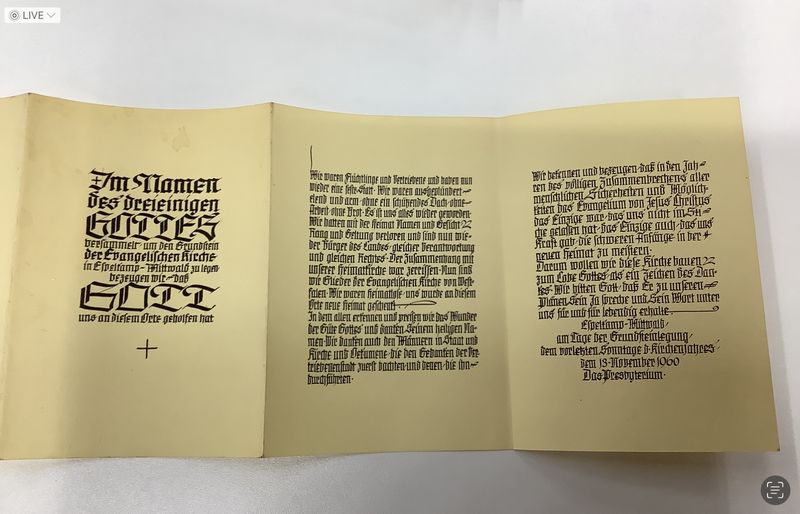 LIVE
Im Namen
des dreieinigen
GOTTES
versammelt um den Grundstein
der Evangelischen Kirche
in Espelkamp-Mittwald zu legen
bezeugen wir daß
GOTT
uns an diesem Orte geholfen hat
Wir waren Flüchtlinge und Vertriebene und haben nun
wieder eine feste Statt. Wir waren ausgeplündert
elend und arm ohne ein schützendes Dach ohne
Arbeit ohne Brot. Es ist uns alles wieder geworden.
Wir hatten mit der Heimat Namen und Gesicht
Rang und Geltung verloren und sind nun wie-
der Bürger des Landes gleicher Verantwortung
und gleichen Rechtes. Der Zusammenhang mit
unserer Heimatkirche war zerrissen. Nun sind
wir Glieder der Evangelischen Kirche von West-
falen. Wir waren heimatlose uns wurde an diesem
Orte neue Heimat geschenkt
In dem allen erkennen und preisen wir das Wunder
der Güte Gottes und danken Seinem heiligen Na-
men. Wir danken auch den Männern in Staat und
Kirche und Oekumene die den Gedanken der Ver-
triebenenstadt zuerst dachten und denen die ihn
durchführten.
Wir bekennen und bezeugen daß in den Jah-
ren des völligen Zusammenbrechens aller
menschlichen Sicherheiten und Möglich-
keiten das Evangelium von Jesus Christus
das Einzige war das uns nicht im Sti-
che gelassen hat das Einzige auch das uns
Kraft gab die schweren Anfänge in der
neuen Heimat zu meistern.
Darum wollen wir diese Kirche bauen
zum Lobe Gottes als ein Zeichen des Dan-
kes. Wir bitten Gott daß Er zu unseren
Plänen Sein Ja spreche und Sein Wort unter
uns für und für lebendig erhalte
Espelkamp-Mittwald
am Tage der Grundsteinlegung
dem vorletzten Sonntage d. Kirchenjahres
dem 13. November 1960
Das Presbyterium.